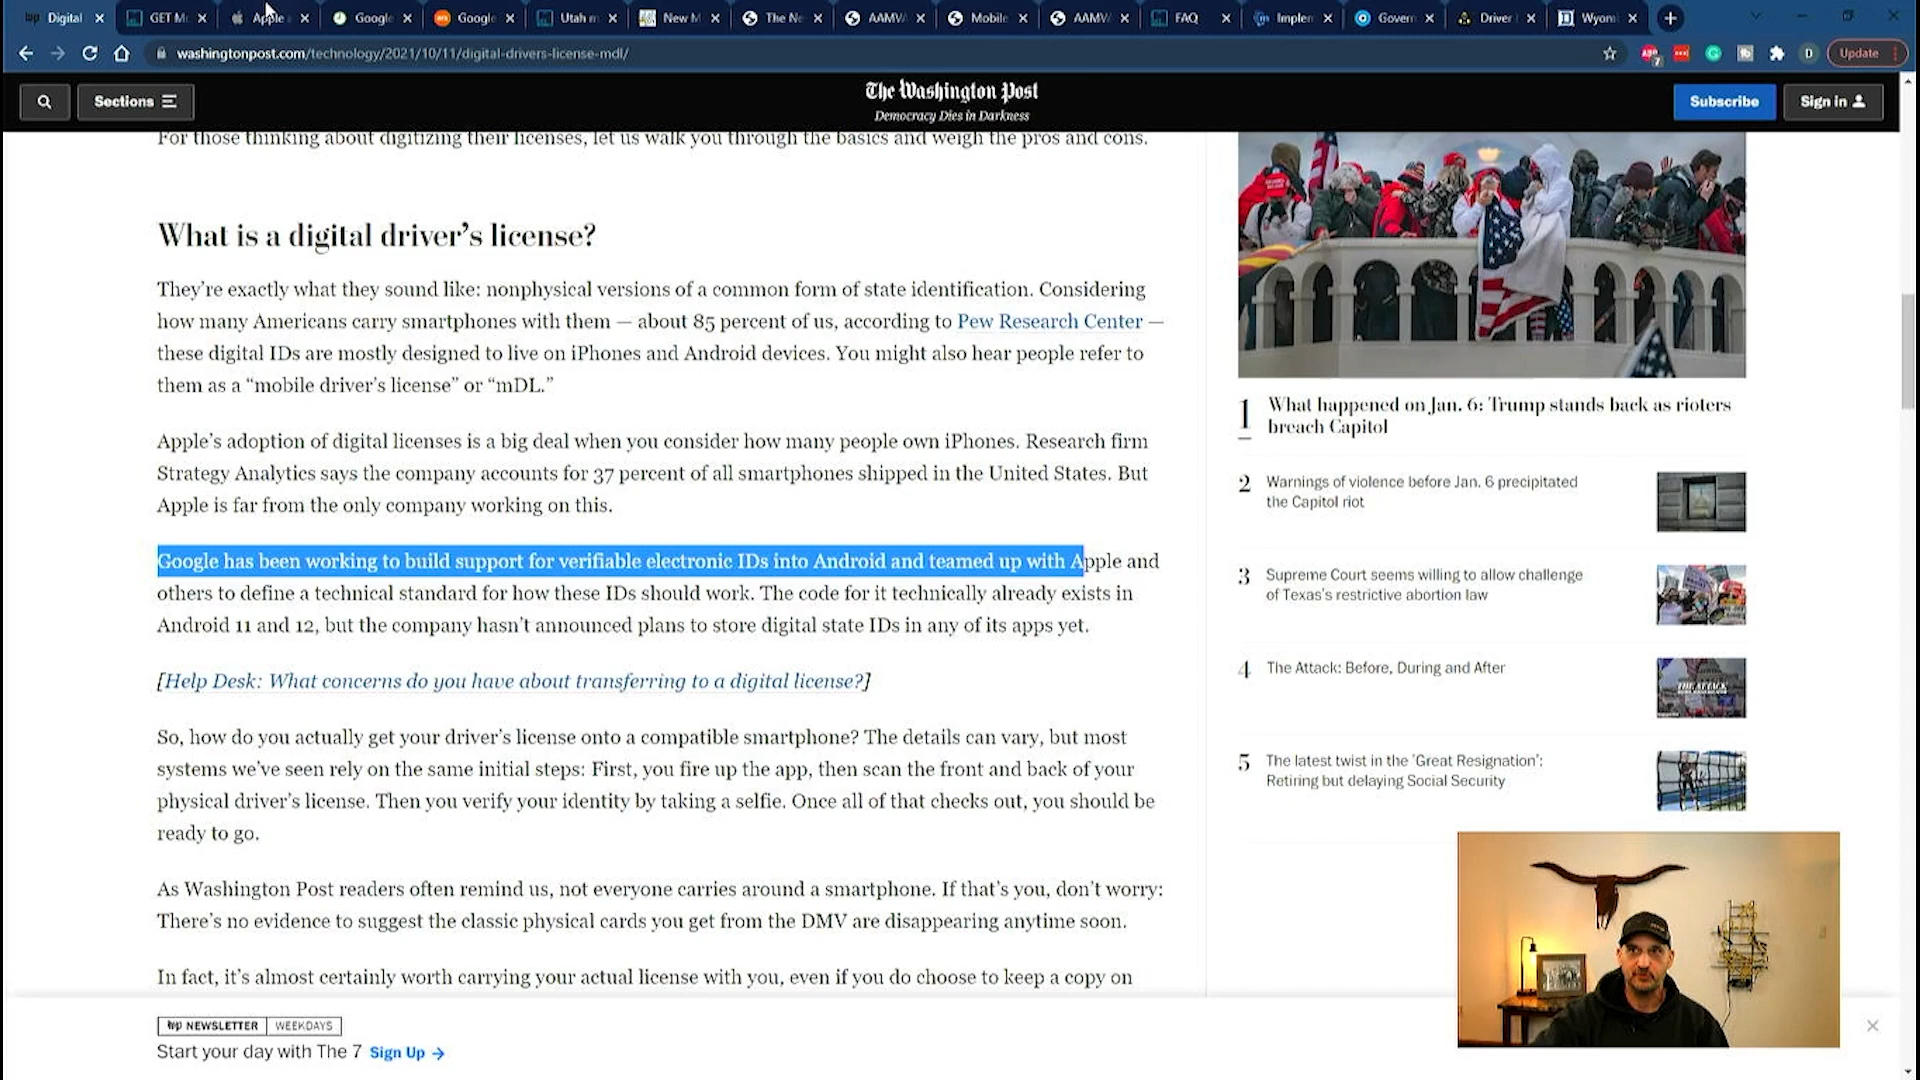 Digital
GET M
Apple
Google
Google
Utah m
New M
The Ne
AAMV
Mobile
AAMV
FAQ
Implem
Govern
Driver
Wyom
washingtonpost.com/technology/2021/10/11/digital-drivers-license-mdl/
D
Update
Sections
The Washington Post
Democracy Dies in Darkness
Subscribe
Sign in
For those thinking about digitizing their licenses, let us walk you through the basics and weigh the pros and cons.
What is a digital driver’s license?
They’re exactly what they sound like: nonphysical versions of a common form of state identification. Considering
how many Americans carry smartphones with them — about 85 percent of us, according to Pew Research Center —
these digital IDs are mostly designed to live on iPhones and Android devices. You might also hear people refer to
them as a “mobile driver’s license” or “mDL.”
Apple’s adoption of digital licenses is a big deal when you consider how many people own iPhones. Research firm
Strategy Analytics says the company accounts for 37 percent of all smartphones shipped in the United States. But
Apple is far from the only company working on this.
Google has been working to build support for verifiable electronic IDs into Android and teamed up with Apple and
others to define a technical standard for how these IDs should work. The code for it technically already exists in
Android 11 and 12, but the company hasn’t announced plans to store digital state IDs in any of its apps yet.
[Help Desk: What concerns do you have about transferring to a digital license?]
So, how do you actually get your driver’s license onto a compatible smartphone? The details can vary, but most
systems we’ve seen rely on the same initial steps: First, you fire up the app, then scan the front and back of your
physical driver’s license. Then you verify your identity by taking a selfie. Once all of that checks out, you should be
ready to go.
As Washington Post readers often remind us, not everyone carries around a smartphone. If that’s you, don’t worry:
There’s no evidence to suggest the classic physical cards you get from the DMV are disappearing anytime soon.
In fact, it’s almost certainly worth carrying your actual license with you, even if you do choose to keep a copy on
1 What happened on Jan. 6: Trump stands back as rioters
breach Capitol
2 Warnings of violence before Jan. 6 precipitated
the Capitol riot
3 Supreme Court seems willing to allow challenge
of Texas’s restrictive abortion law
4 The Attack: Before, During and After
5 The latest twist in the ‘Great Resignation’:
Retiring but delaying Social Security
wp NEWSLETTER WEEKDAYS
Start your day with The 7 Sign Up →